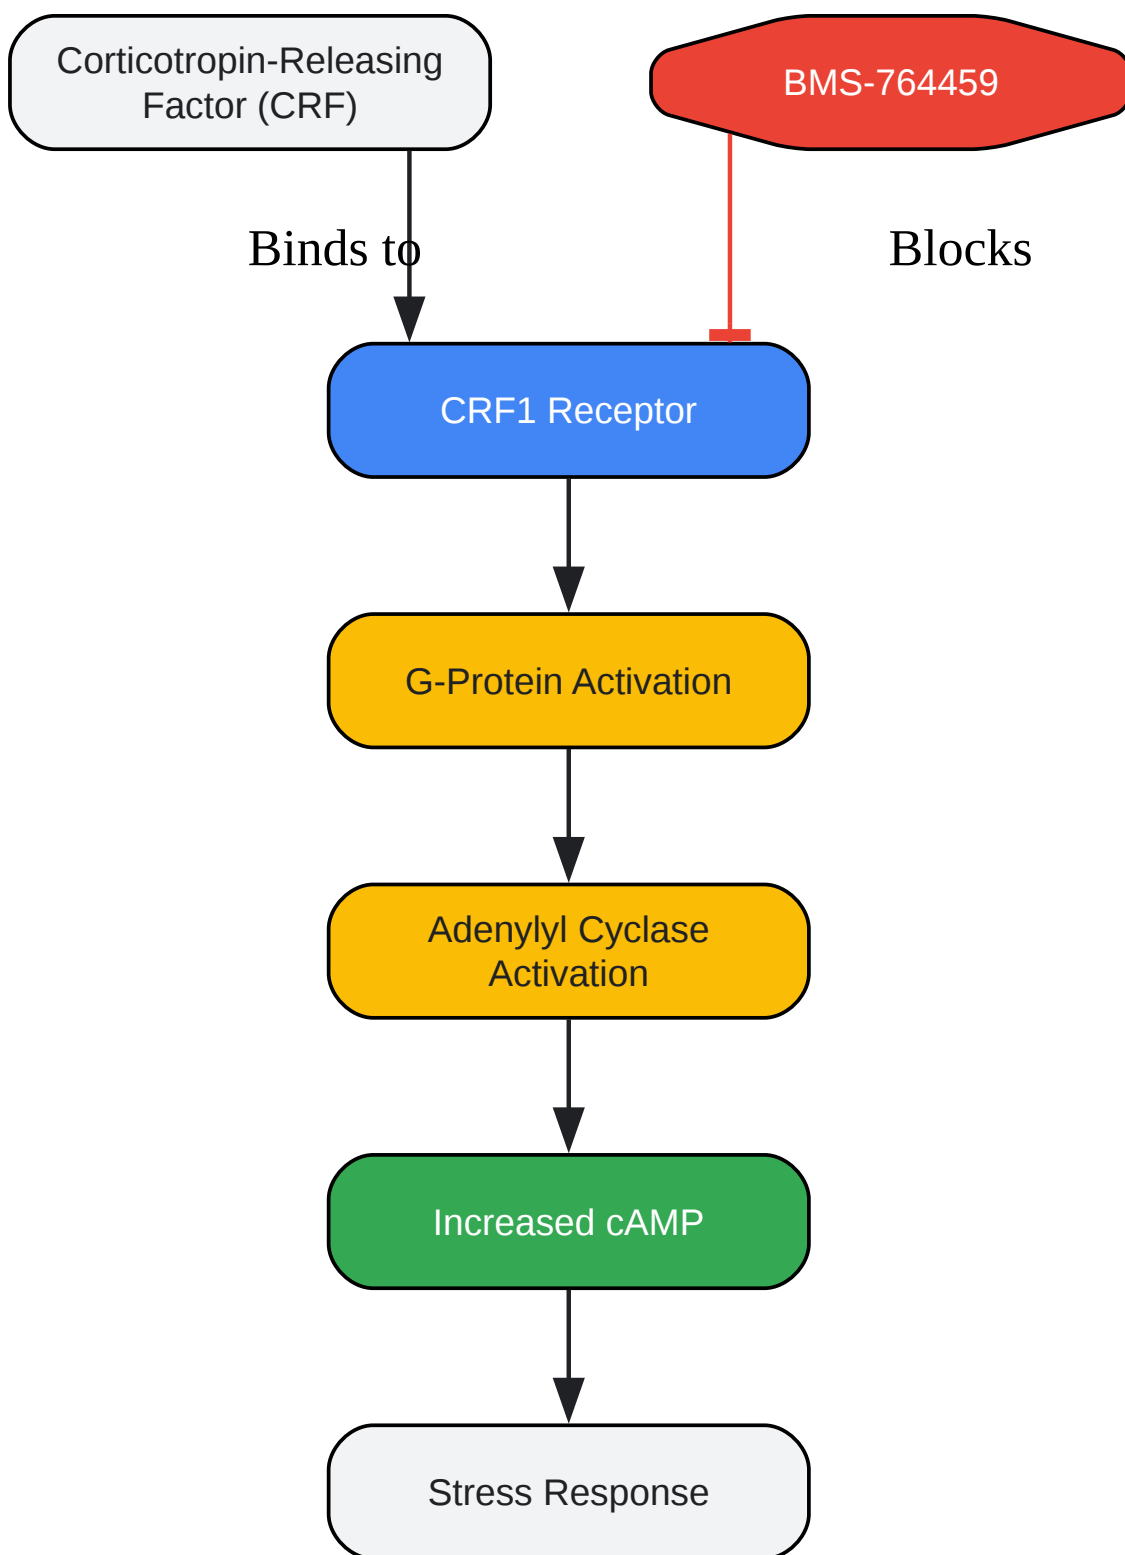 Corticotropin-Releasing
Factor (CRF)
BMS-764459
Binds to
Blocks
CRF1 Receptor
G-Protein Activation
Adenylyl Cyclase
Activation
Increased cAMP
Stress Response